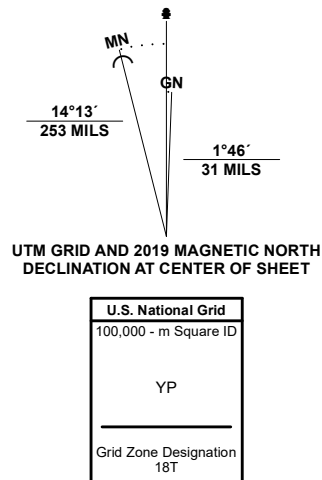 MN
GN
14°13´
253 MILS
1°46´
31 MILS
UTM GRID AND 2019 MAGNETIC NORTH
DECLINATION AT CENTER OF SHEET
U.S. National Grid
100,000 - m Square ID
YP
Grid Zone Designation
18T